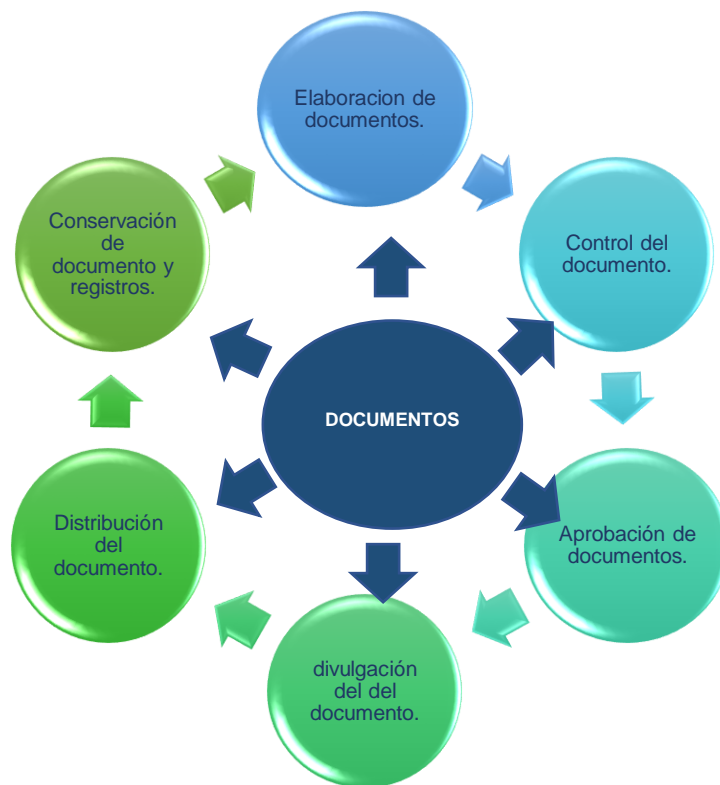 Elaboracion de
documentos.
Control del
documento.
Aprobación de
documentos.
divulgación
del del
documento.
Distribución
del
documento.
Conservación
de
documento y
registros.
DOCUMENTOS